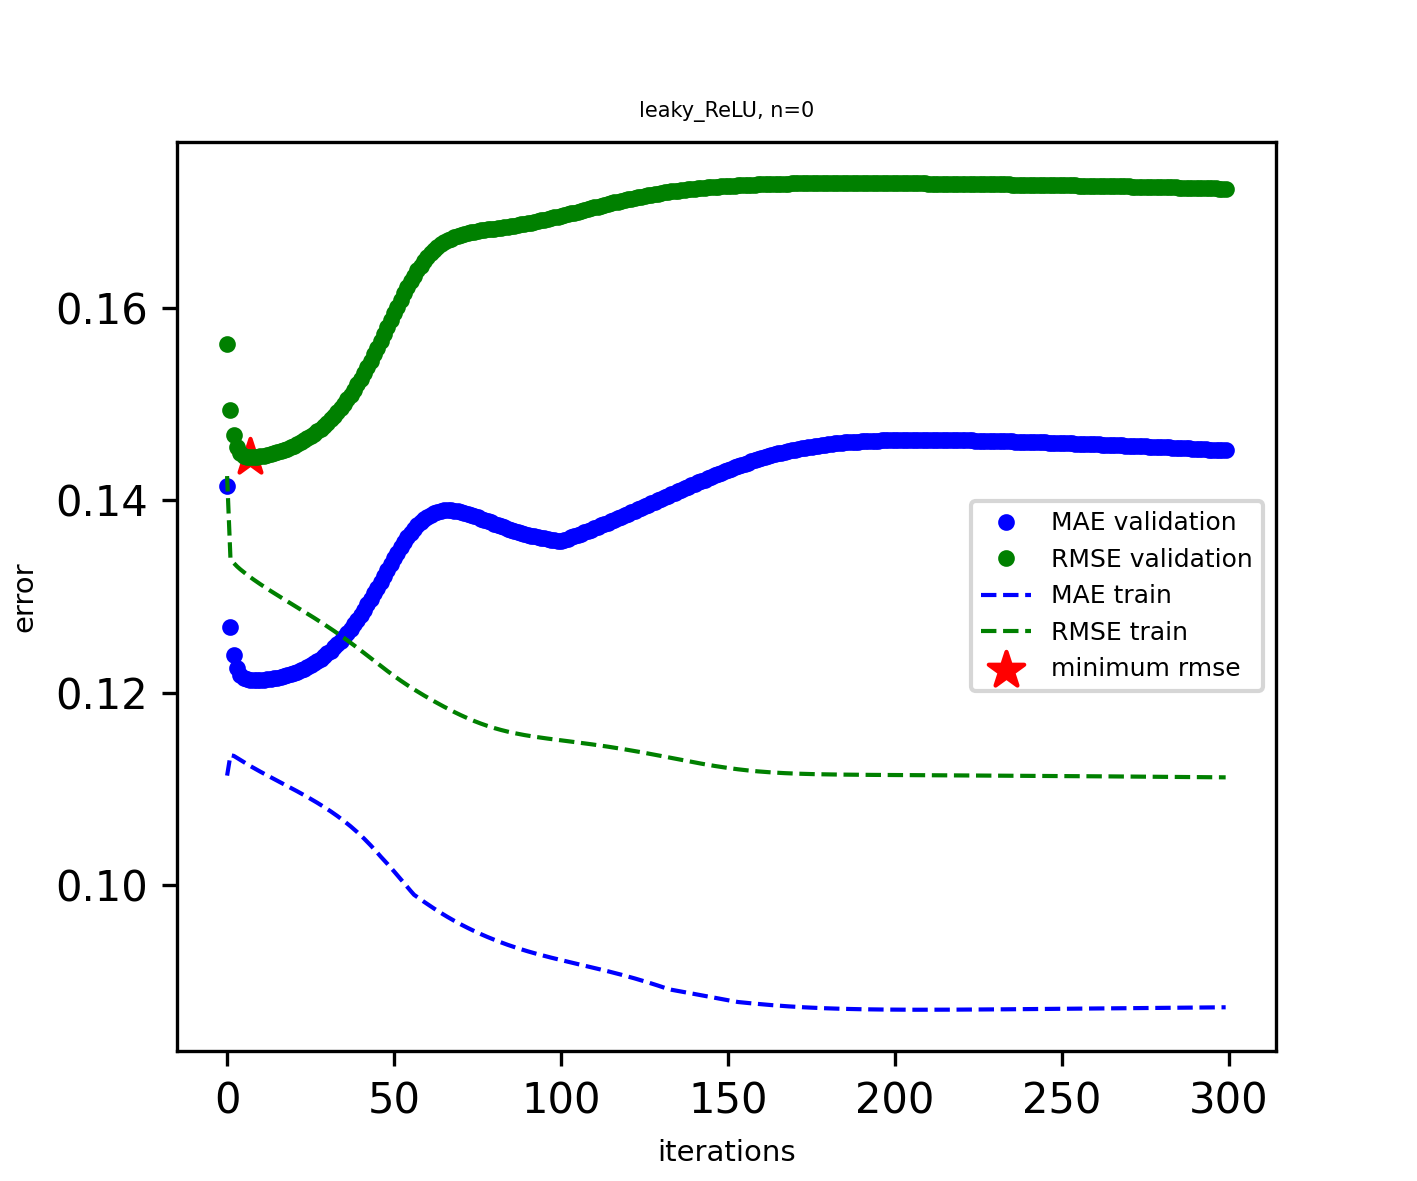 leaky_ReLU, n=0
error
0.16
0.14
0.12
0.10
MAE validation
RMSE validation
MAE train
RMSE train
minimum rmse
0 50 100 150 200 250 300
iterations